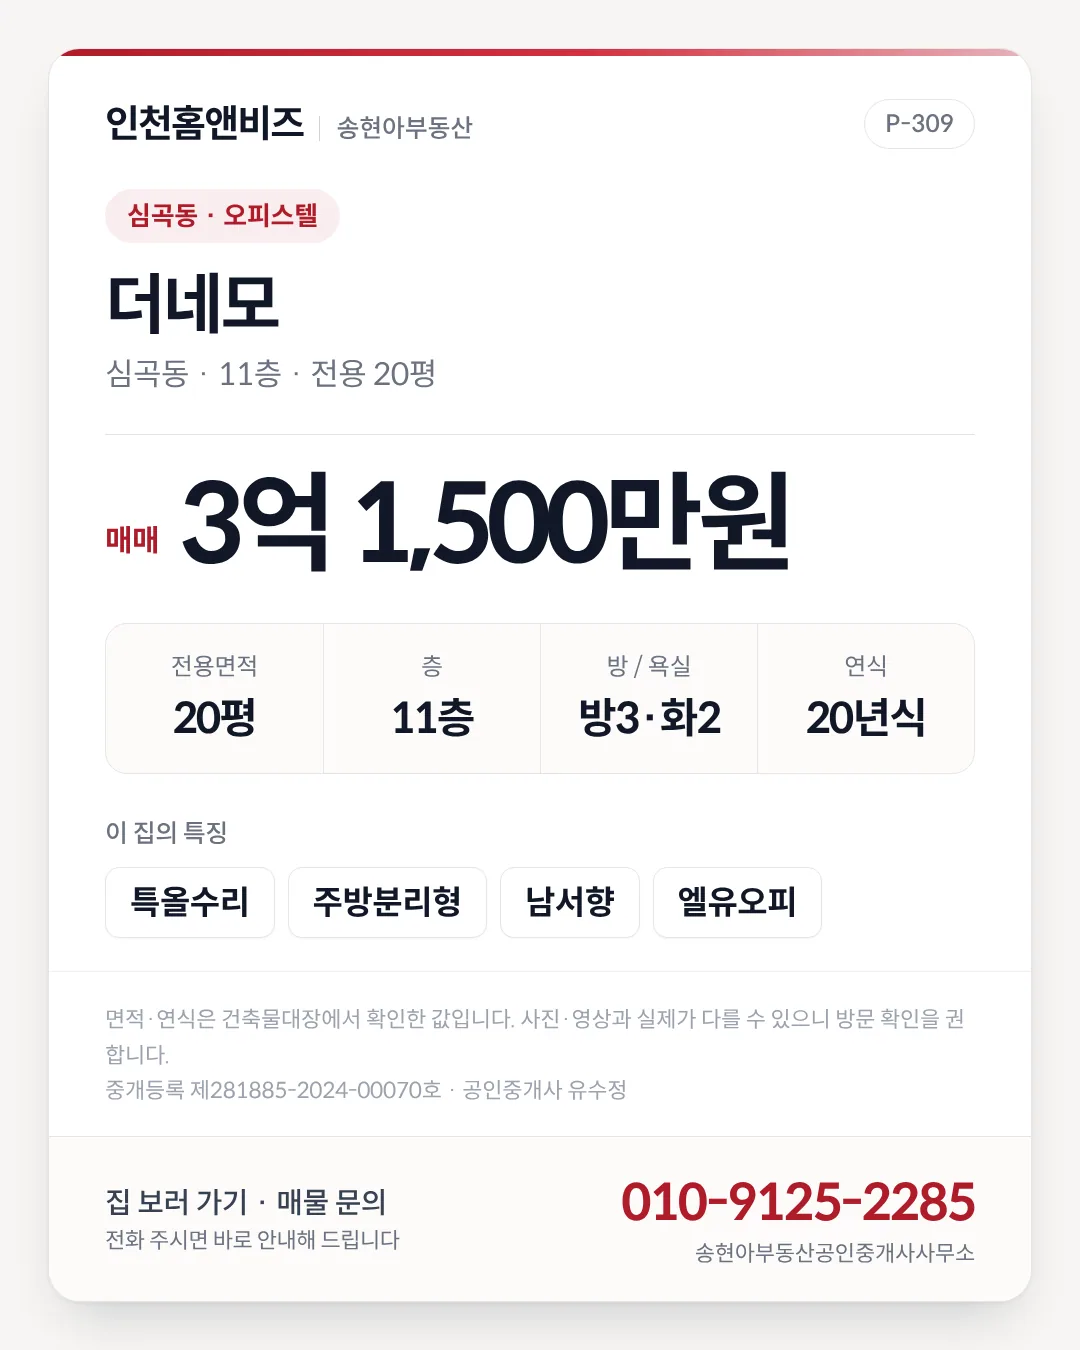 인천홈앤비즈 | 송현아부동산
P-309
심곡동 · 오피스텔
더네모
심곡동 · 11층 · 전용 20평
매매 3억 1,500만원
전용면적
20평
층
11층
방 / 욕실
방3·화2
연식
20년식
이 집의 특징
특올수리
주방분리형
남서향
엘유오피
면적·연식은 건축물대장에서 확인한 값입니다. 사진·영상과 실제가 다를 수 있으니 방문 확인을 권
합니다.
중개등록 제281885-2024-00070호 · 공인중개사 유수정
집 보러 가기 · 매물 문의
전화 주시면 바로 안내해 드립니다
010-9125-2285
송현아부동산공인중개사사무소